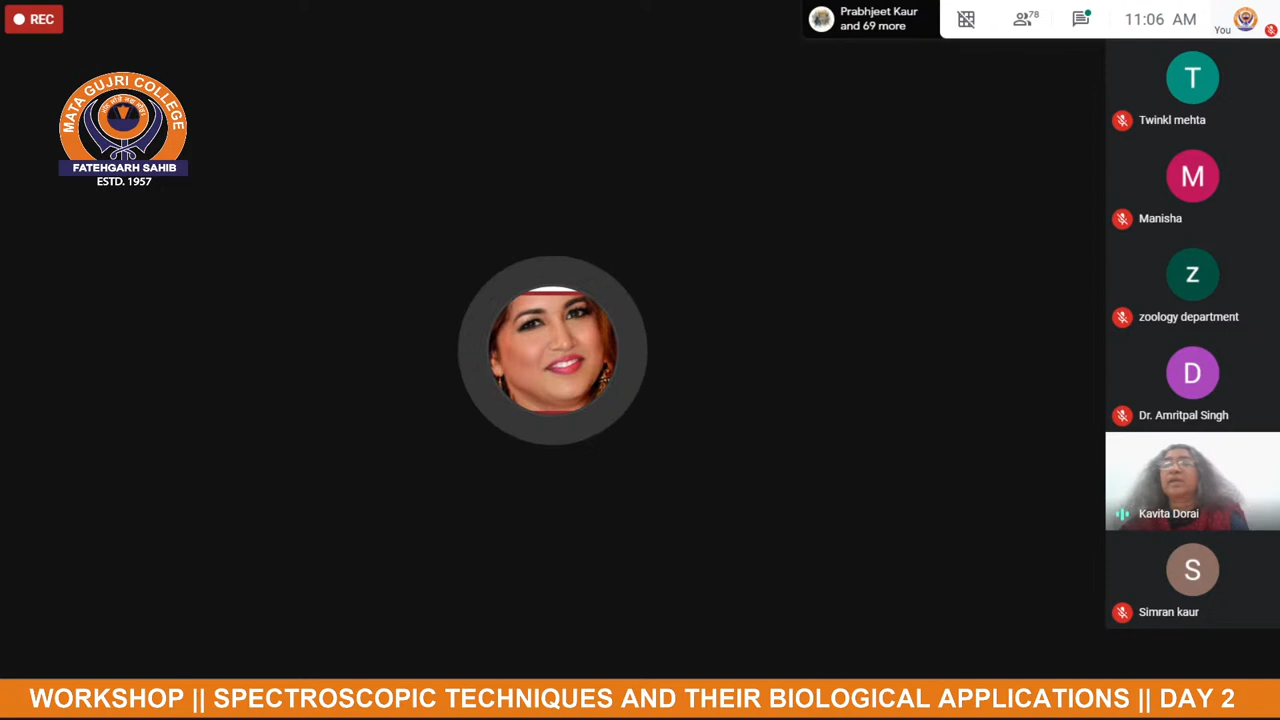 REC
Prabhjeet Kaur
and 69 more
78
11:06 AM
You
MATA GUJRI COLLEGE
FATEHGARH SAHIB
ESTD. 1957
T
Twinkl mehta
M
Manisha
z
zoology department
D
Dr. Amritpal Singh
Kavita Dorai
S
Simran kaur
WORKSHOP || SPECTROSCOPIC TECHNIQUES AND THEIR BIOLOGICAL APPLICATIONS || DAY 2